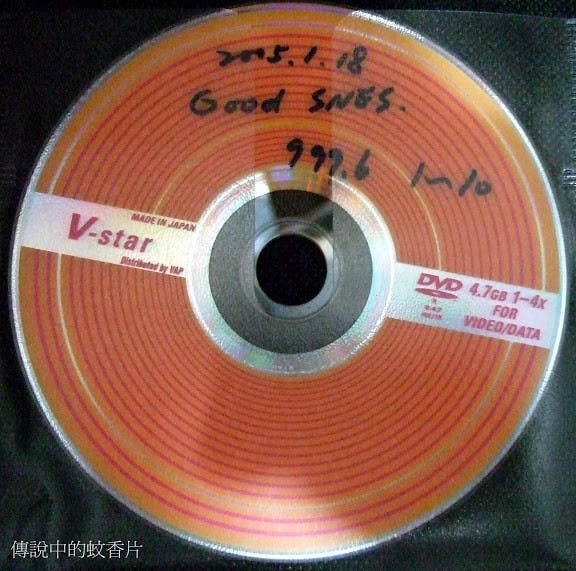 2005.1.18
Good SNES.
999.6 1~10
MADE IN JAPAN
V-star
Distributed by VAP
DVD 4.7GB 1-4x
FOR
VIDEO/DATA
傳說中的蚊香片